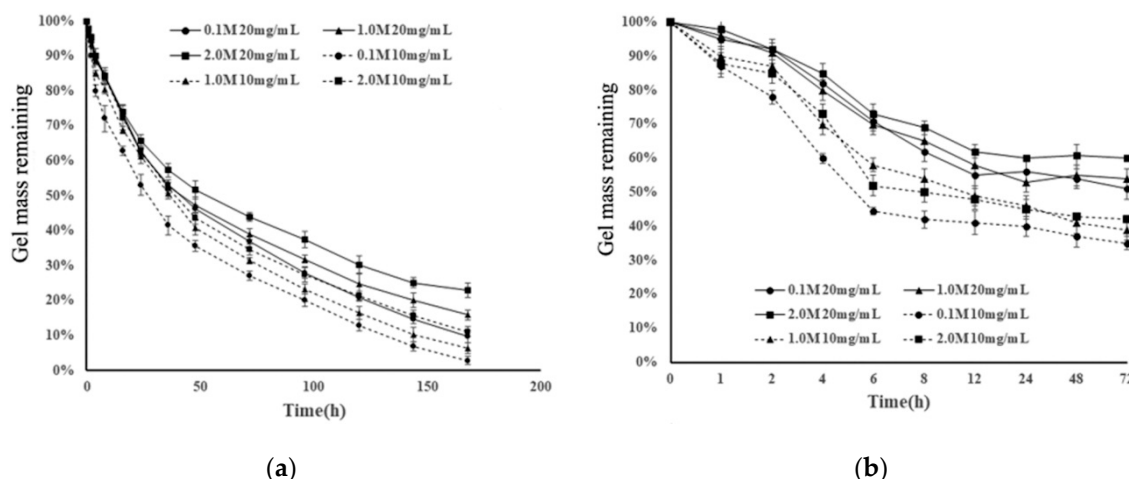 Gel mass remaining
100%
90%
80%
70%
60%
50%
40%
30%
20%
10%
0%
0.1M20mg/mL 1.0M20mg/mL
2.0M20mg/mL 0.1M10mg/mL
1.0M10mg/mL 2.0M10mg/mL
0 50 100 150 200
Time(h)
(a)
Gel mass remaining
100%
90%
80%
70%
60%
50%
40%
30%
20%
10%
0%
0.1M20mg/mL 1.0M20mg/mL
2.0M20mg/mL 0.1M10mg/mL
1.0M10mg/mL 2.0M10mg/mL
0 1 2 4 6 8 12 24 48 72
Time(h)
(b)